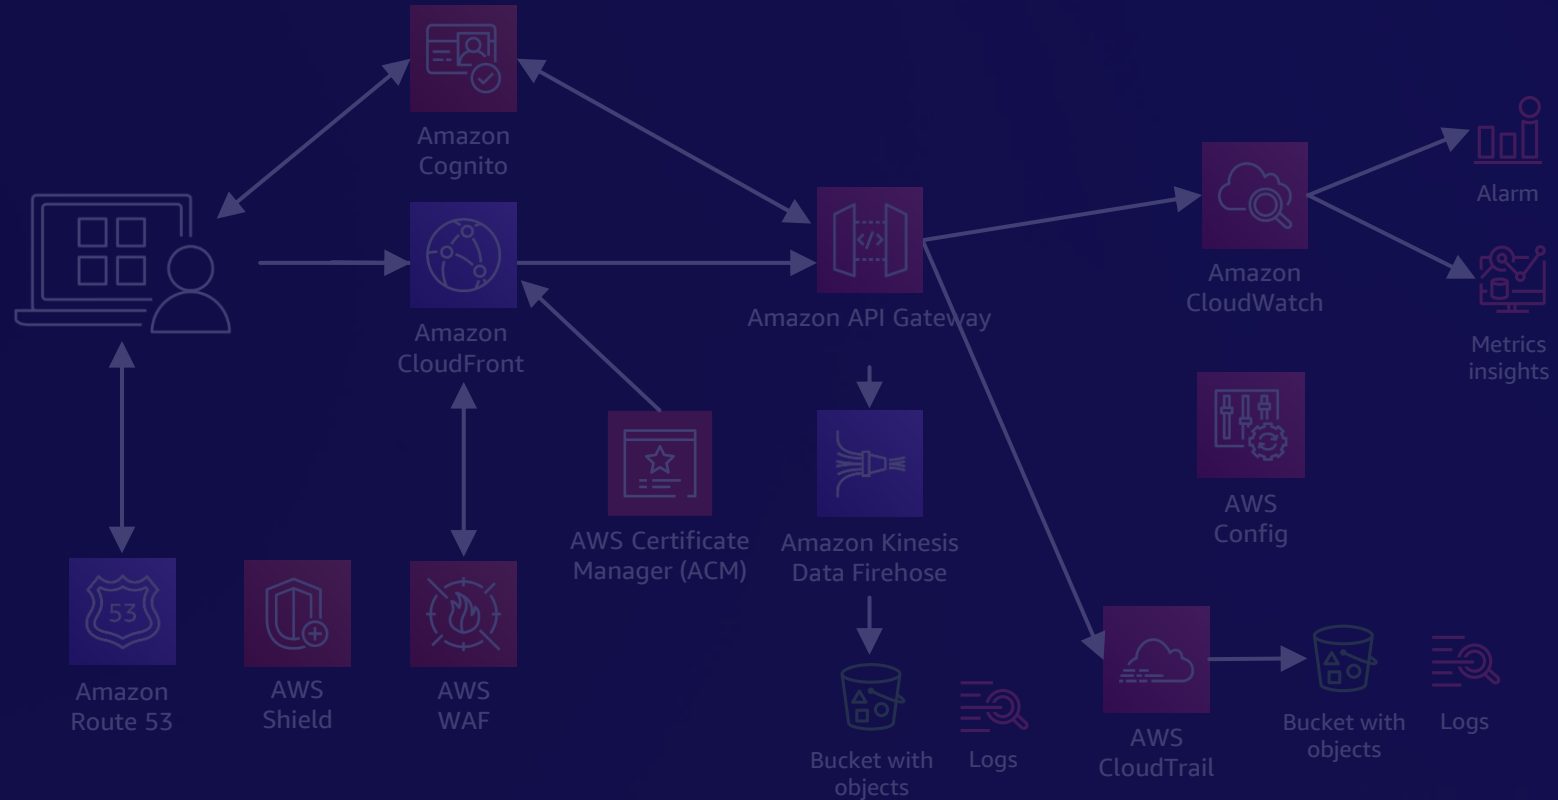 Amazon
Cognito
Amazon
CloudFront
Amazon API Gateway
</>
Amazon
CloudWatch
Alarm
Metrics
insights
AWS
Config
AWS Certificate
Manager (ACM)
Amazon Kinesis
Data Firehose
53
Amazon
Route 53
AWS
Shield
AWS
WAF
Bucket with
objects
Logs
AWS
CloudTrail
Bucket with
objects
Logs